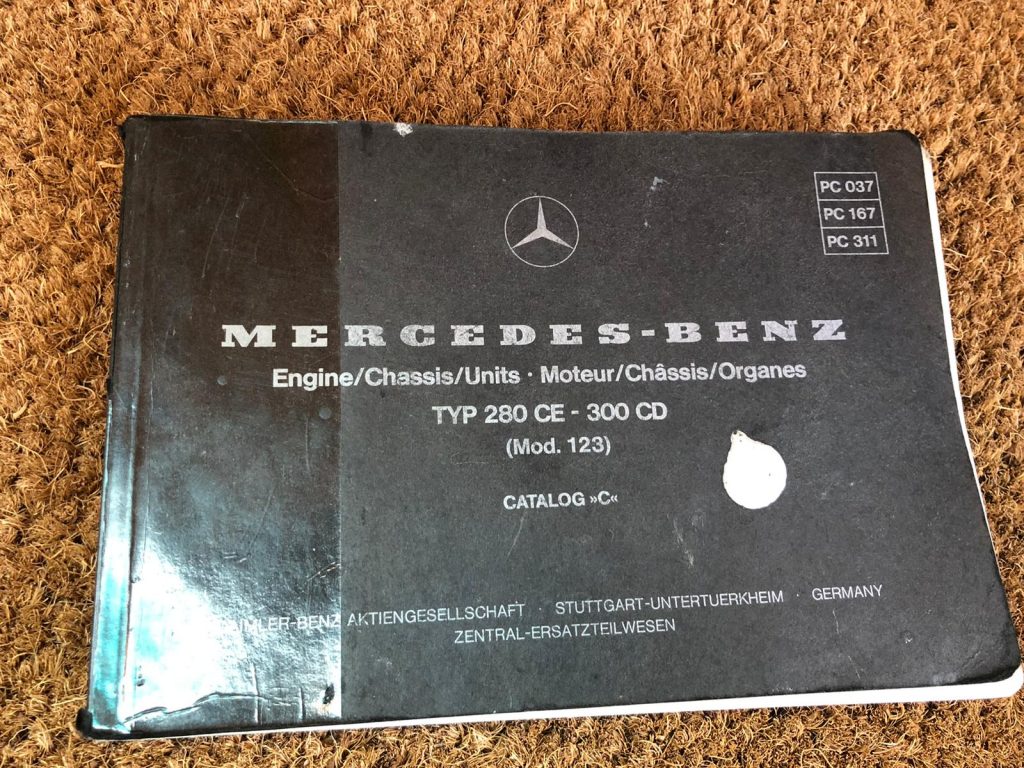 PC 037
PC 167
PC 311
MERCEDES-BENZ
Engine/Chassis/Units · Moteur/Châssis/Organes
TYP 280 CE - 300 CD
(Mod. 123)
CATALOG »C«
AKTIENGESELLSCHAFT · STUTTGART-UNTERTUERKHEIM · GERMANY
ZENTRAL-ERSATZTEILWESEN